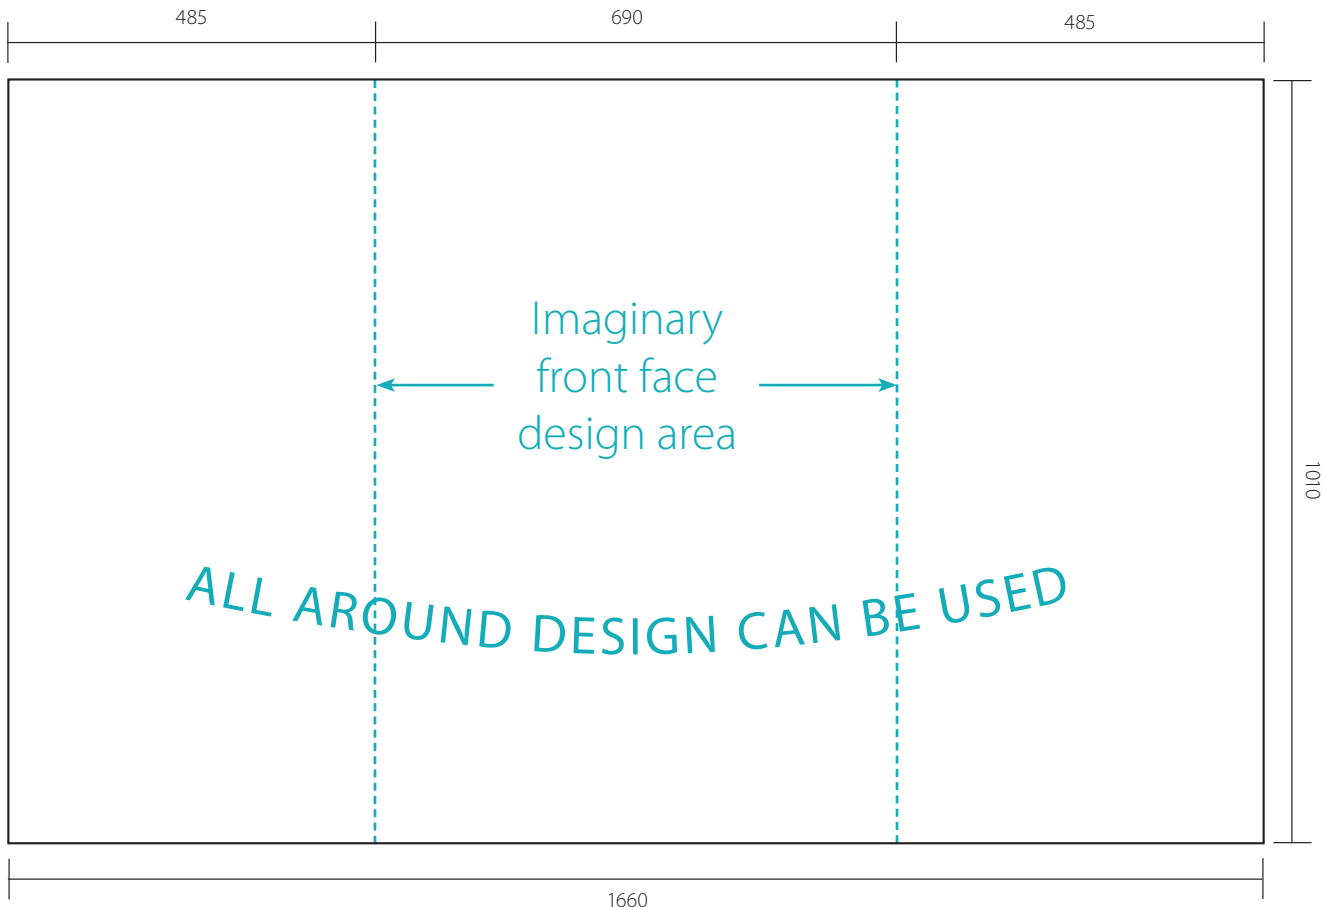 485
690
485
Imaginary
front face
design area
1010
ALL AROUND DESIGN CAN BE USED
1660